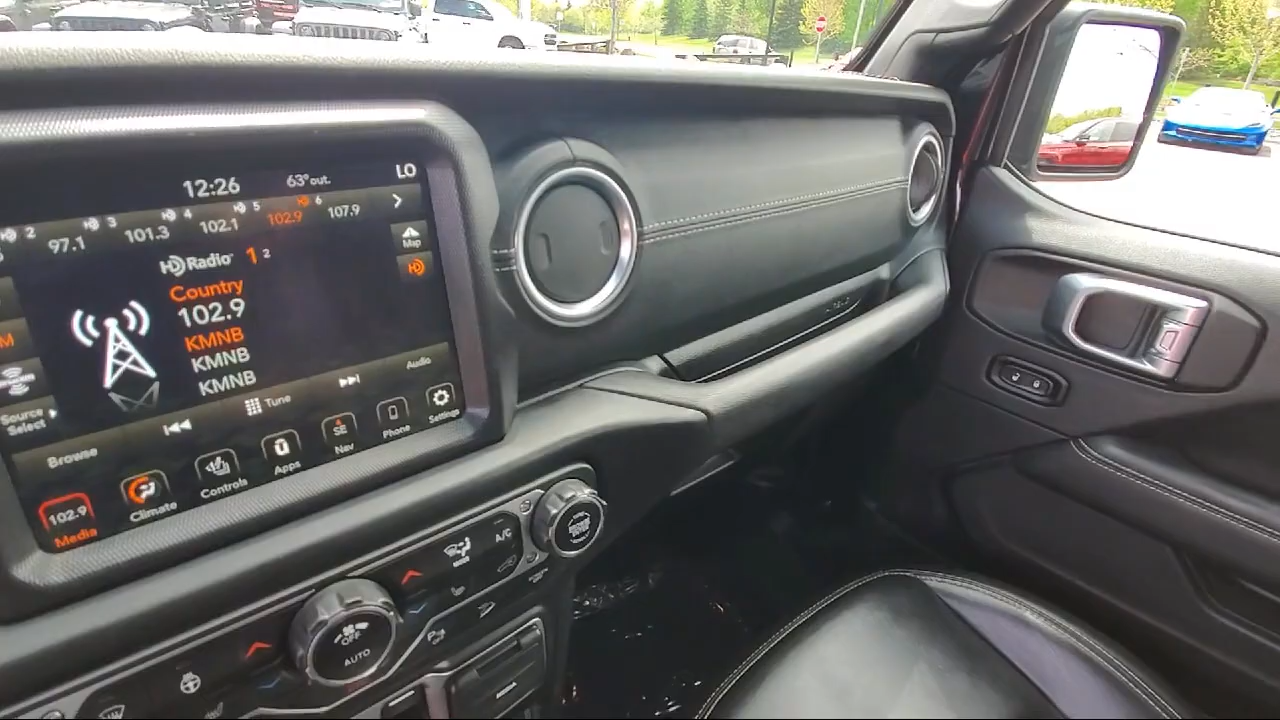 12:26 63°out. LO
2 3 4 5 6
97.1 101.3 102.1 102.9 107.9
HD Radio 1 2
Map
Country
102.9
KMNB
KMNB
KMNB
M
Source
Select
Audio
Tune
Browse
102.9
Media
Climate
Controls
Apps
SE
Nav
Phone
Settings
A/C
OFF
AUTO
MEDIA